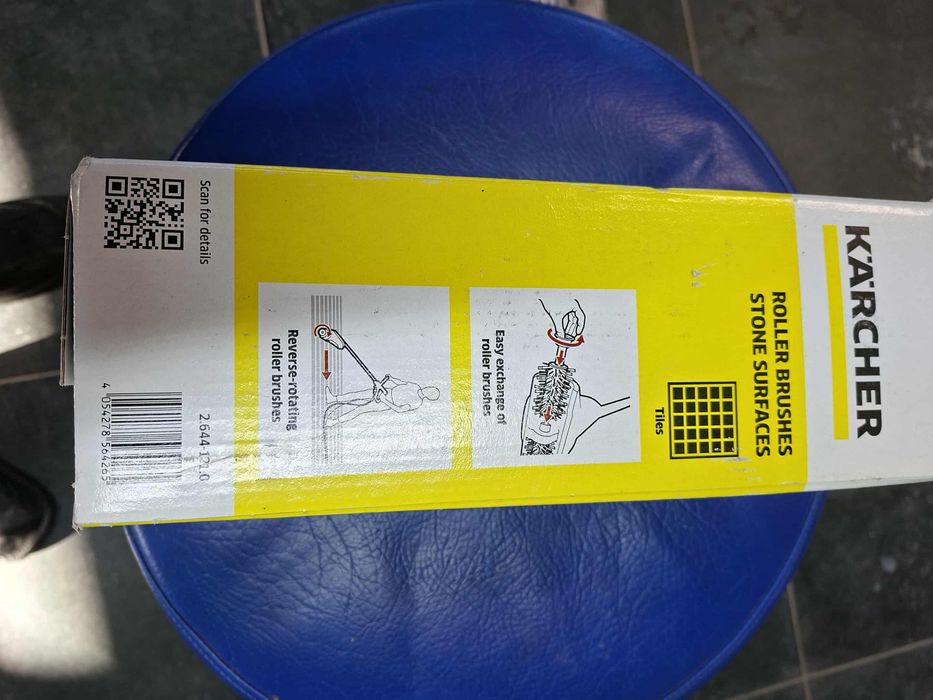 KÄRCHER
ROLLER BRUSHES
STONE SURFACES
Tiles
Easy exchange of
roller brushes
Reverse-rotating
roller brushes
Scan for details
2.644-121.0
4 054278 564265